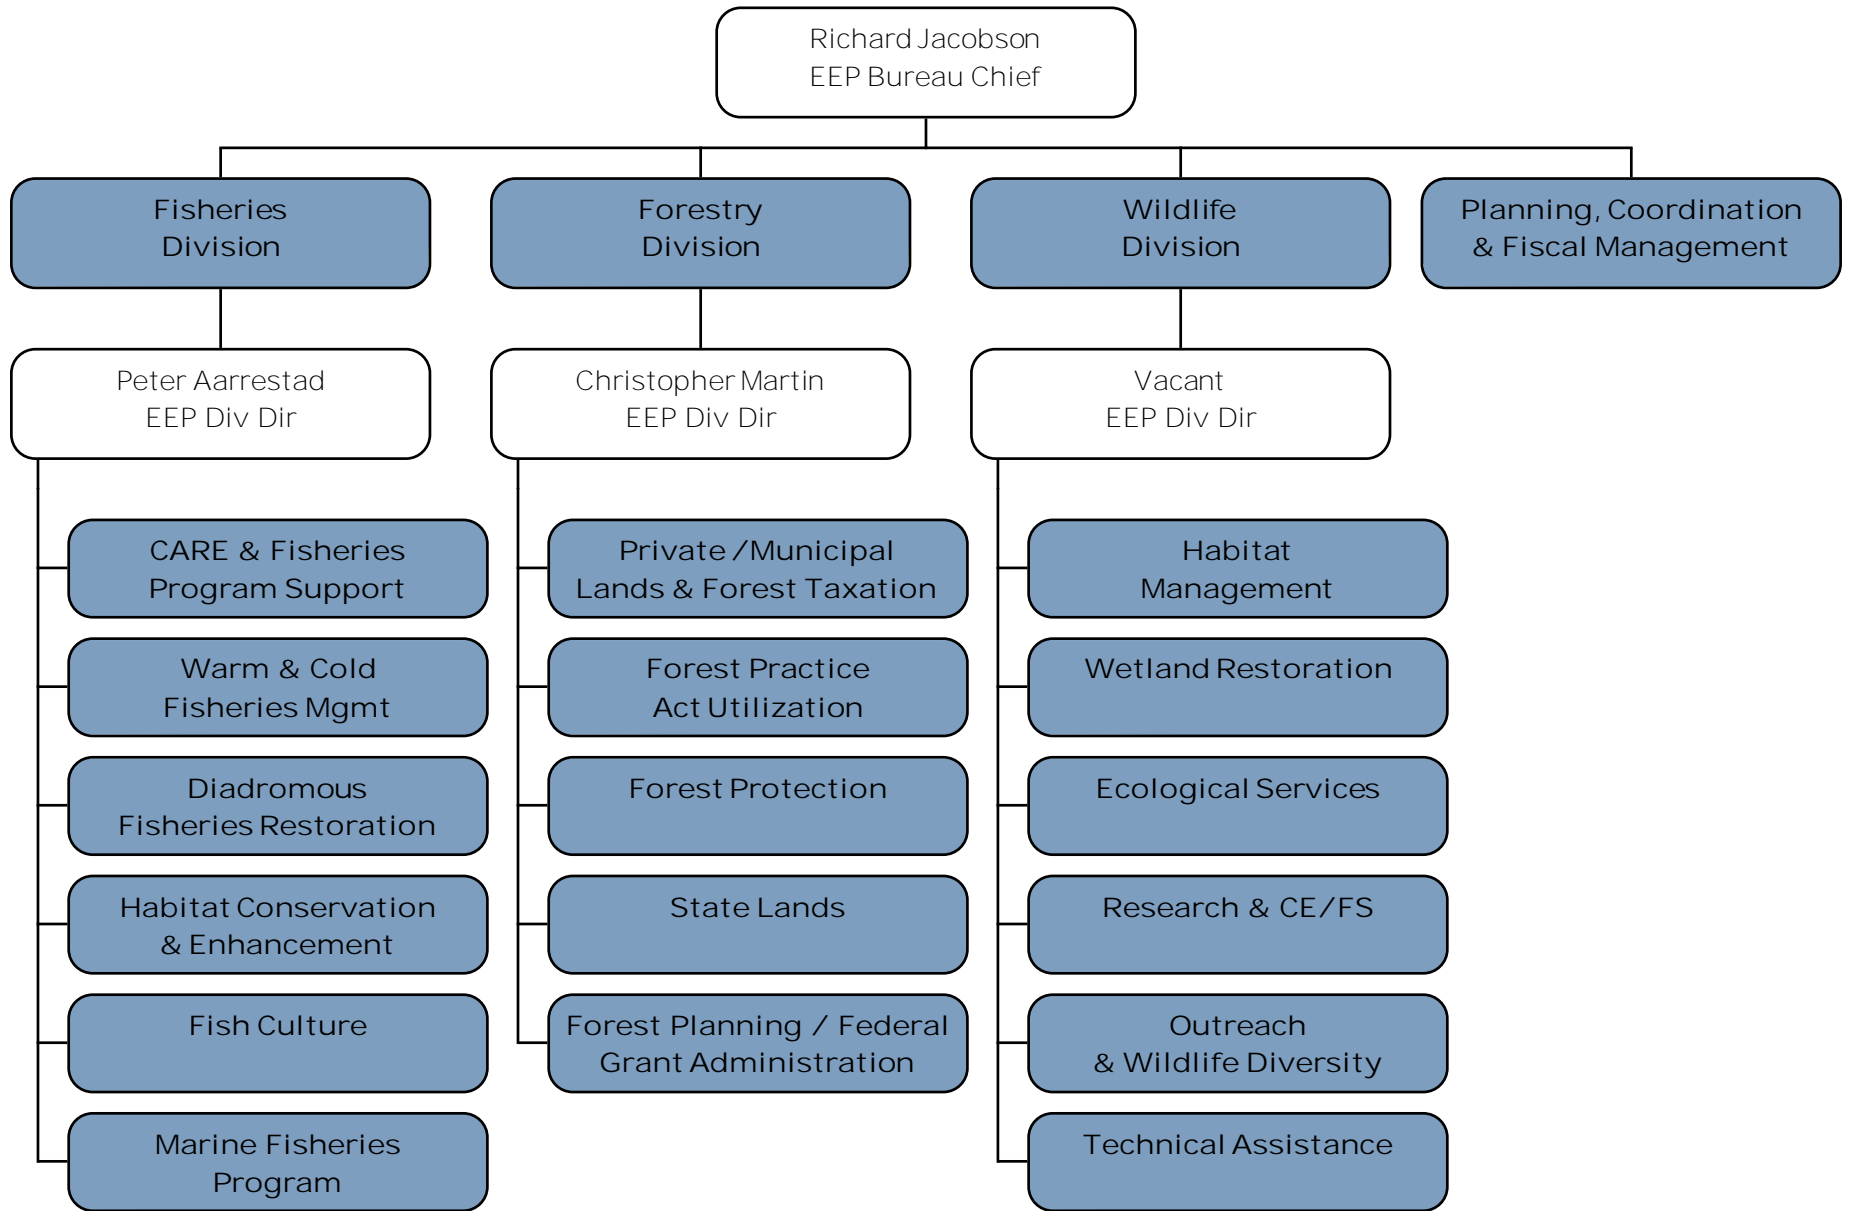 Richard Jacobson
EEP Bureau Chief
Fisheries
Division
Forestry
Division
Wildlife
Division
Planning, Coordination
& Fiscal Management
Peter Aarrestad
EEP Div Dir
Christopher Martin
EEP Div Dir
Vacant
EEP Div Dir
CARE & Fisheries
Program Support
Warm & Cold
Fisheries Mgmt
Diadromous
Fisheries Restoration
Habitat Conservation
& Enhancement
Fish Culture
Marine Fisheries
Program
Private /Municipal
Lands & Forest Taxation
Forest Practice
Act Utilization
Forest Protection
State Lands
Forest Planning / Federal
Grant Administration
Habitat
Management
Wetland Restoration
Ecological Services
Research & CE/FS
Outreach
& Wildlife Diversity
Technical Assistance